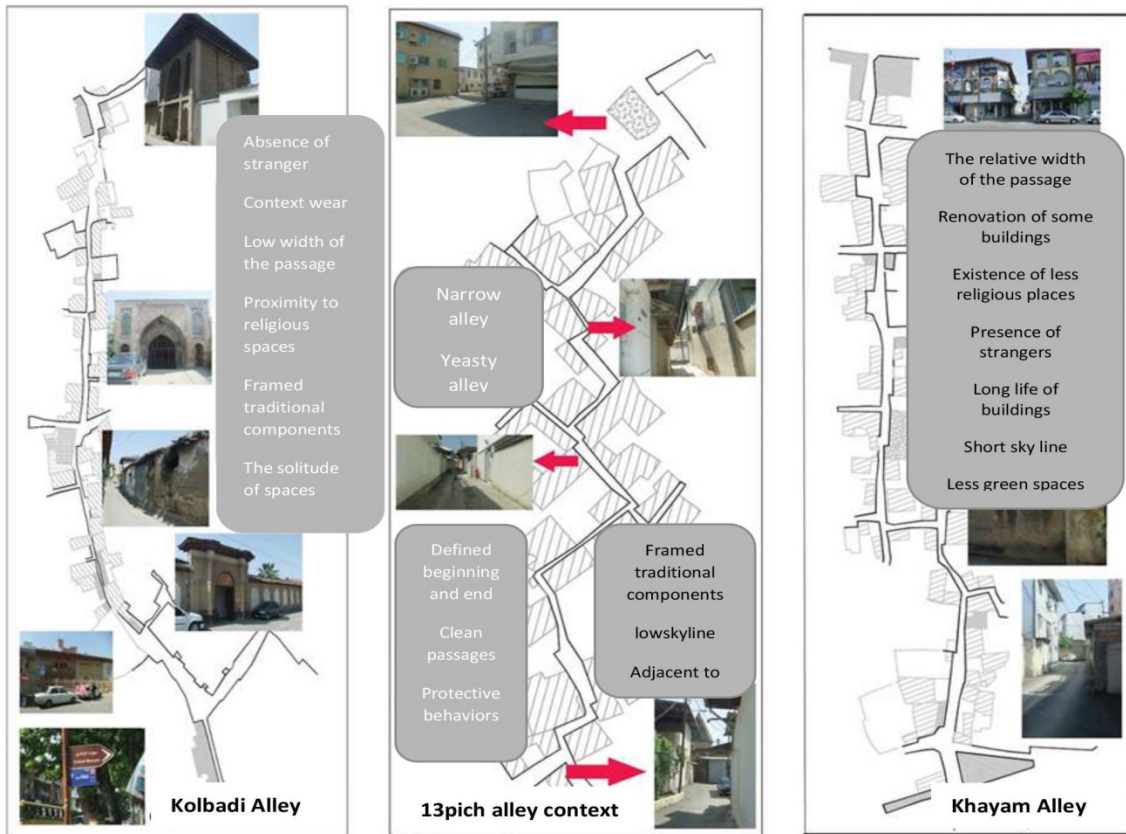 Absence of
stranger
Context wear
Low width of
the passage
Proximity to
religious
spaces
Framed
traditional
components
The solitude
of spaces
Kolbadi Alley
Narrow
alley
Yeasty
alley
Defined
beginning
and end
Clean
passages
Protective
behaviors
Framed
traditional
components
lowskyline
Adjacent to
13pich alley context
The relative width
of the passage
Renovation of some
buildings
Existence of less
religious places
Presence of
strangers
Long life of
buildings
Short sky line
Less green spaces
Khayam Alley